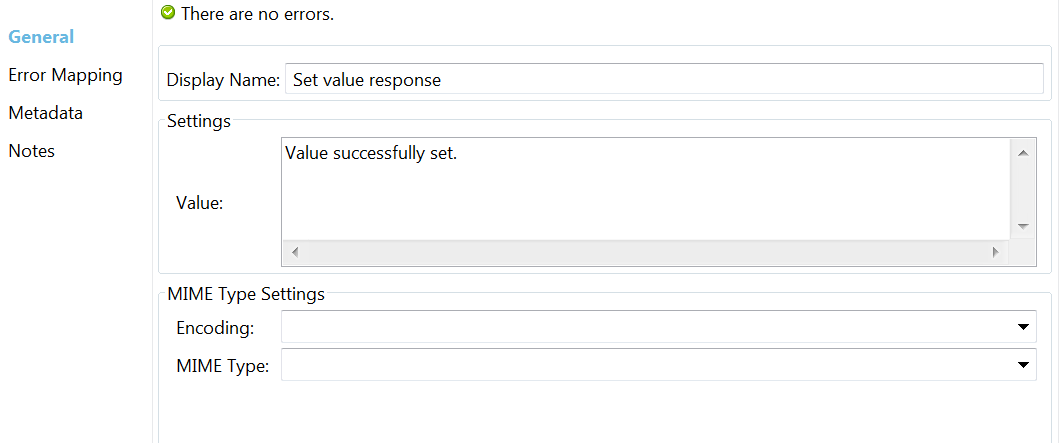 General
Error Mapping
Metadata
Notes
There are no errors.
Display Name: Set value response
Settings
Value: Value successfully set.
MIME Type Settings
Encoding:
MIME Type: